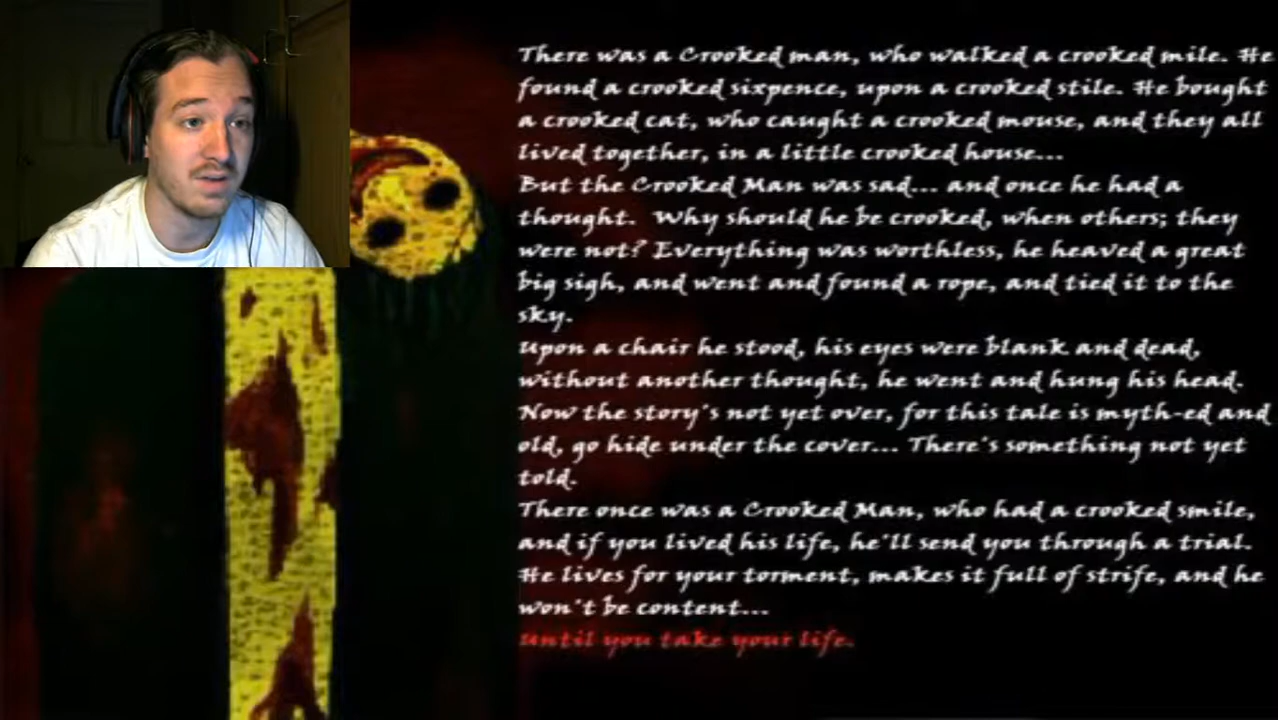 There was a Crooked man, who walked a crooked mile. He
found a crooked sixpence, upon a crooked stile. He bought
a crooked cat, who caught a crooked mouse, and they all
lived together, in a little crooked house...
But the Crooked Man was sad... and once he had a
thought. Why should he be crooked, when others; they
were not? Everything was worthless, he heaved a great
big sigh, and went and found a rope, and tied it to the
sky.
Upon a chair he stood, his eyes were blank and dead,
without another thought, he went and hung his head.
Now the story's not yet over, for this tale is myth-ed and
old, go hide under the cover... There's something not yet
told.
There once was a Crooked Man, who had a crooked smile,
and if you lived his life, he'll send you through a trial.
He lives for your torment, makes it full of strife, and he
won't be content...
Until you take your life.